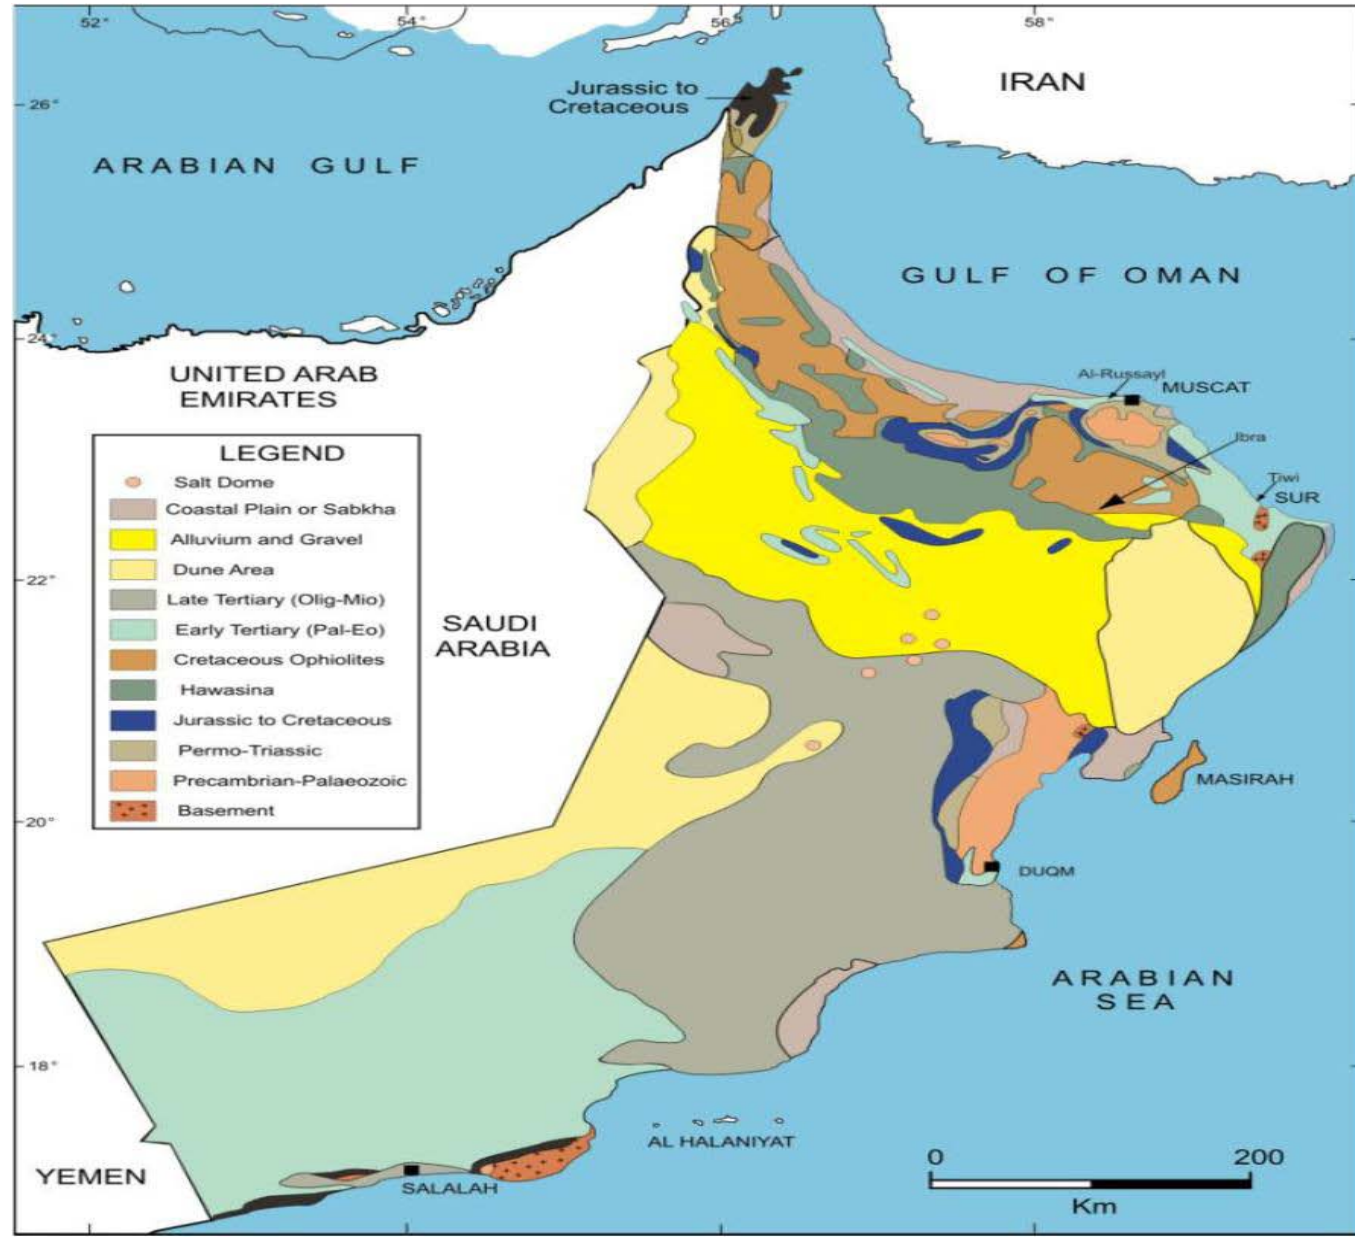 52°
54°
56°
58°
26°
24°
22°
20°
18°
Jurassic to
Cretaceous
IRAN
ARABIAN GULF
GULF OF OMAN
UNITED ARAB
EMIRATES
Al-Russayl
MUSCAT
Ibra
Tiwi
SUR
LEGEND
Salt Dome
Coastal Plain or Sabkha
Alluvium and Gravel
Dune Area
Late Tertiary (Olig-Mio)
Early Tertiary (Pal-Eo)
Cretaceous Ophiolites
Hawasina
Jurassic to Cretaceous
Permo-Triassic
Precambrian-Palaeozoic
Basement
SAUDI
ARABIA
MASIRAH
DUQM
ARABIAN
SEA
AL HALANIYAT
YEMEN
SALALAH
0 200
Km